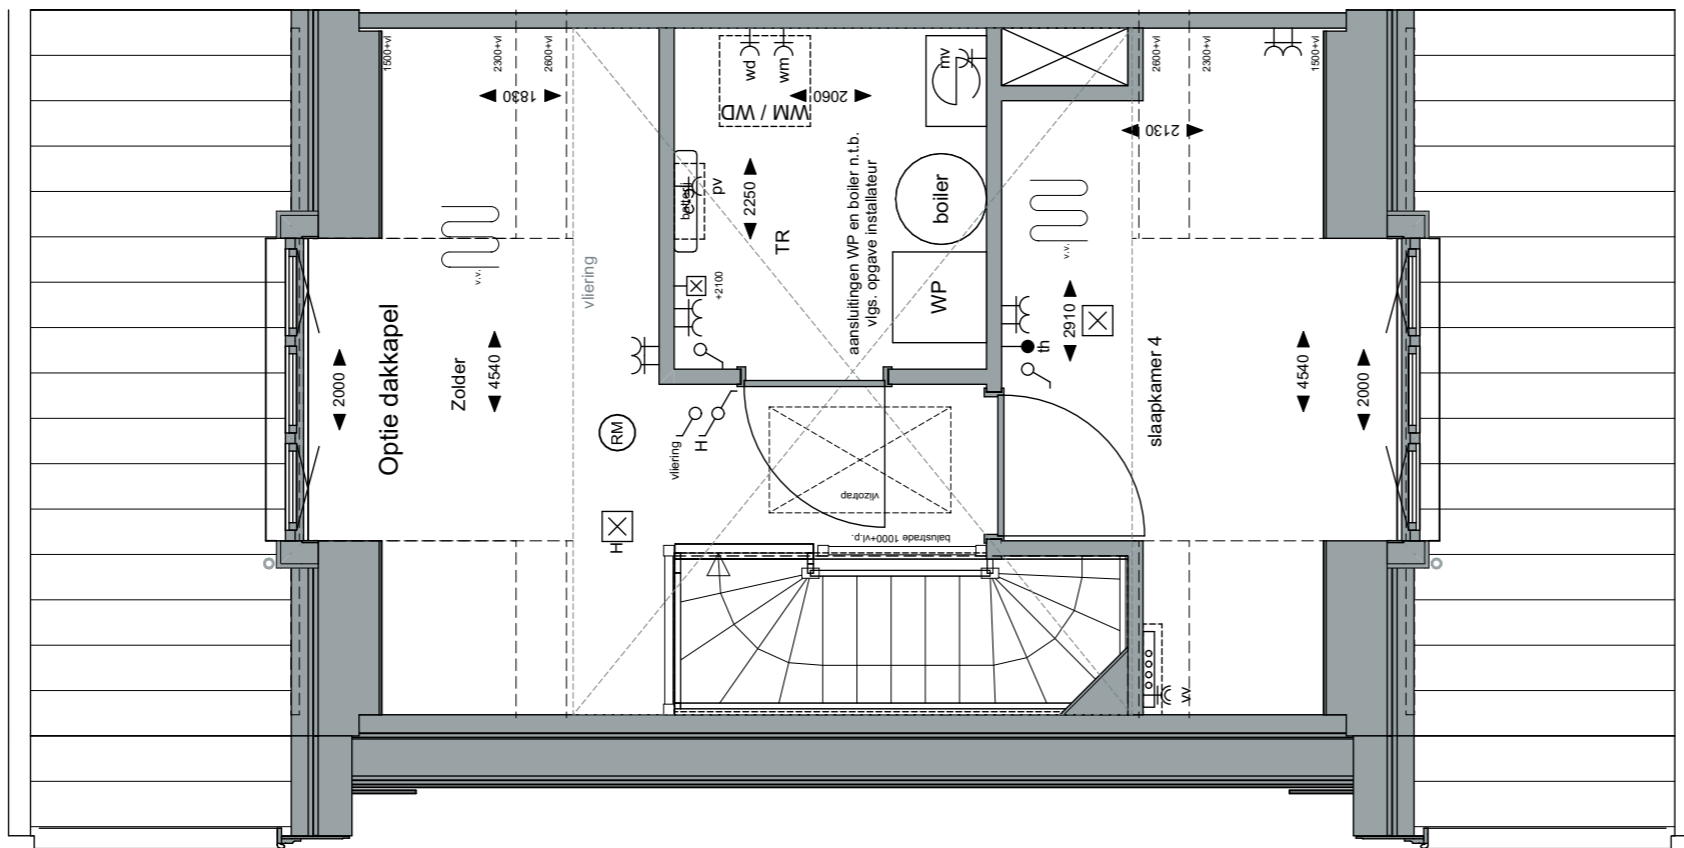 1500+vl
2300+vl
2600+vl
1830
wd
wm
WM / WD
2060
mv
2600+vl
2300+vl
1500+vl
2130
batterij
pv
2250
TR
aansluitingen WP en boiler n.t.b.
vlgs. opgave installateur
boiler
WP
+2100
v.v.
vliering
v.v.
2910
th
2000
Optie dakkapel
Zolder
4540
RM
vliering
H
H
vlizotrap
balustrade 1000+vl.p.
slaapkamer 4
4540
2000
vv